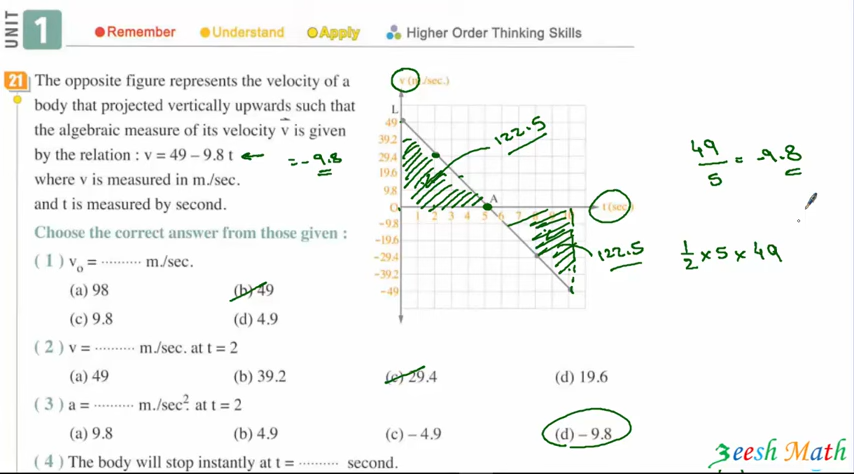 UNIT
1
Remember
Understand
Apply
Higher Order Thinking Skills
21 The opposite figure represents the velocity of a
body that projected vertically upwards such that
the algebraic measure of its velocity v is given
by the relation : v = 49 – 9.8 t ← = -9.8
where v is measured in m./sec.
and t is measured by second.
Choose the correct answer from those given :
( 1 ) v₀ = ·········· m./sec.
(a) 98
(b) 49
(c) 9.8
(d) 4.9
( 2 ) v = ·········· m./sec. at t = 2
(a) 49
(b) 39.2
(c) 29.4
(d) 19.6
( 3 ) a = ·········· m./sec². at t = 2
(a) 9.8
(b) 4.9
(c) – 4.9
(d) – 9.8
( 4 ) The body will stop instantly at t = ·········· second.
v (m./sec.)
L
49
39.2
29.4
19.6
9.8
O
1 2 3 4 5 6 7 8 9 10
A
t (sec.)
-9.8
-19.6
-29.4
-39.2
-49
122.5
122.5
49/5 = -9.8
1/2 × 5 × 49
Zeesh Math